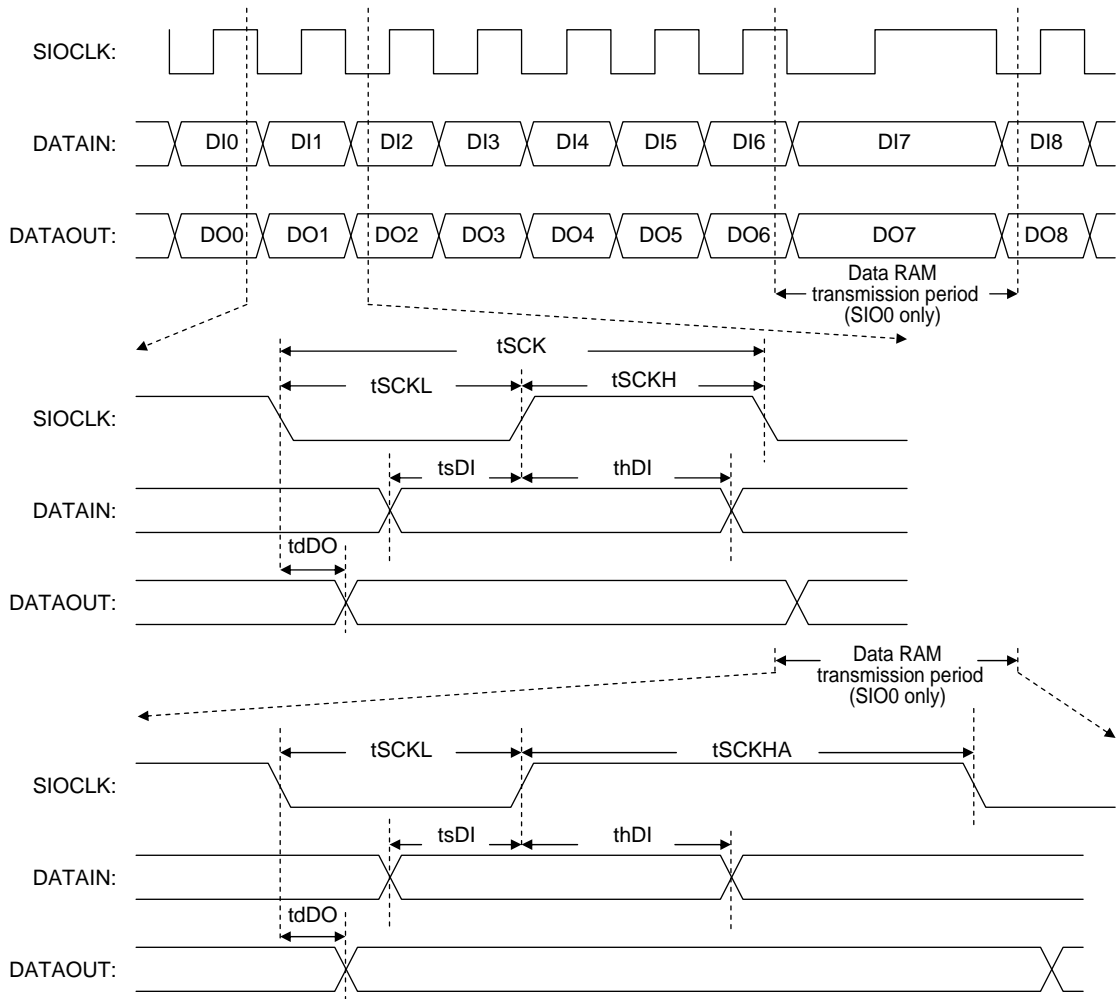 SIOCLK:
DATAIN: DI0 DI1 DI2 DI3 DI4 DI5 DI6 DI7 DI8
DATAOUT: DO0 DO1 DO2 DO3 DO4 DO5 DO6 DO7 DO8
Data RAM
transmission period
(SIO0 only)
tSCK
tSCKL tSCKH
SIOCLK:
tsDI thDI
DATAIN:
tdDO
DATAOUT:
Data RAM
transmission period
(SIO0 only)
tSCKL tSCKHA
SIOCLK:
tsDI thDI
DATAIN:
tdDO
DATAOUT: